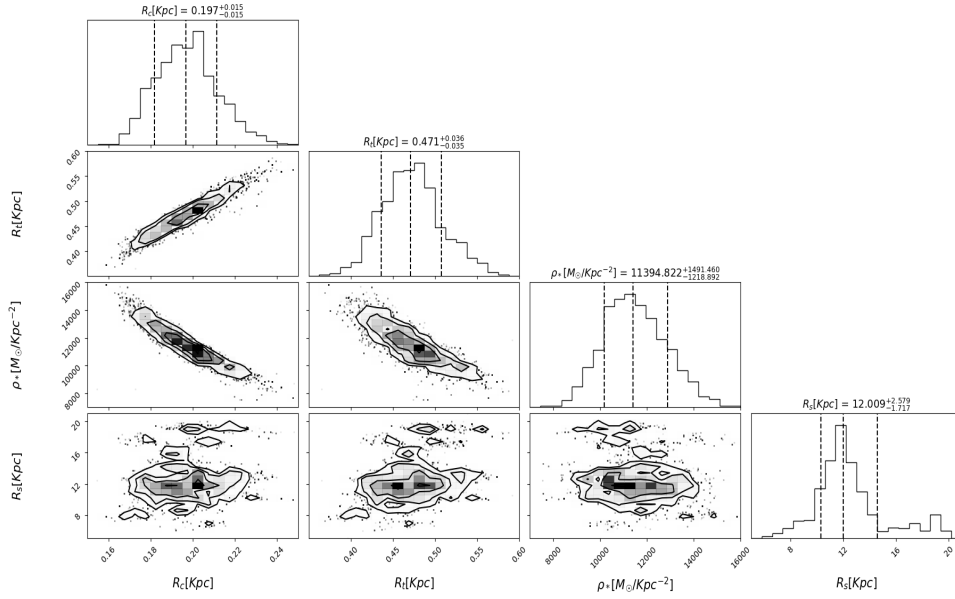 R_c[Kpc] = 0.197^{+0.015}_{-0.015}
0.60
0.55
0.50
0.45
0.40
R_t[Kpc]
R_t[Kpc] = 0.471^{+0.036}_{-0.035}
16000
14000
12000
10000
8000
ρ_*[M_⊙/Kpc^{-2}]
ρ_*[M_⊙/Kpc^{-2}] = 11394.822^{+1491.460}_{-1218.892}
20
16
12
8
R_s[Kpc]
R_s[Kpc] = 12.009^{+2.579}_{-1.717}
0.16 0.18 0.20 0.22 0.24 0.40 0.45 0.50 0.55 0.60 8000 10000 12000 14000 16000 8 12 16 20
R_c[Kpc] R_t[Kpc] ρ_*[M_⊙/Kpc^{-2}] R_s[Kpc]